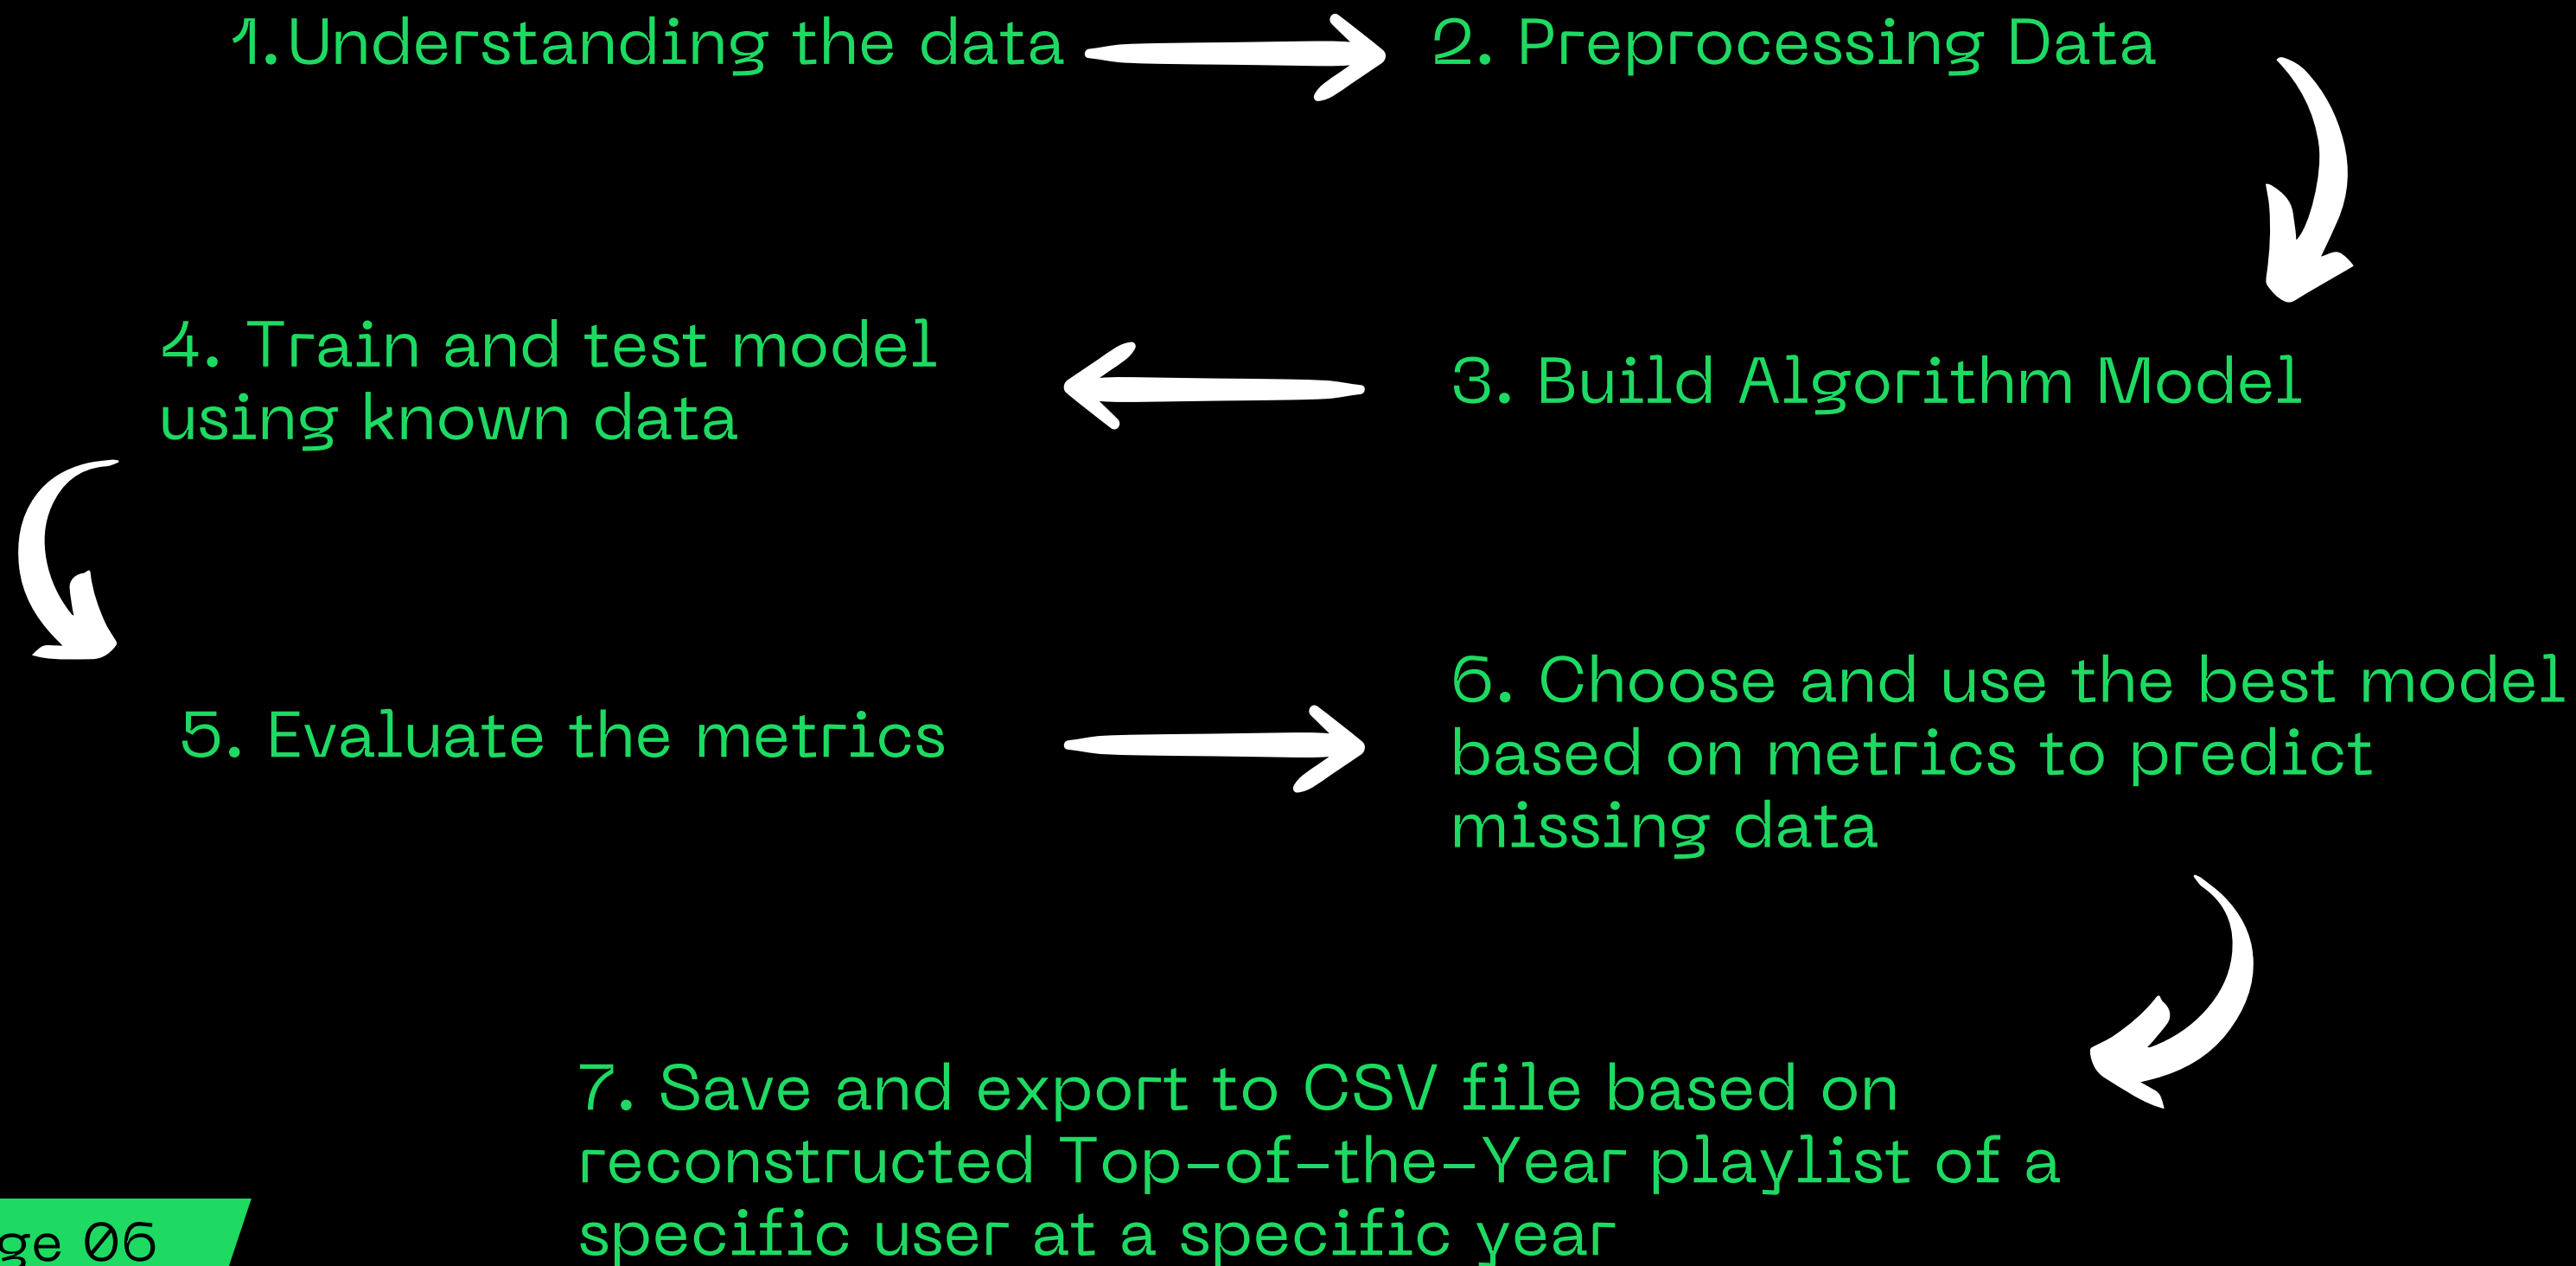 1.Understanding the data
2. Preprocessing Data
3. Build Algorithm Model
4. Train and test model
using known data
5. Evaluate the metrics
6. Choose and use the best model
based on metrics to predict
missing data
7. Save and export to CSV file based on
reconstructed Top-of-the-Year playlist of a
specific user at a specific year
ge 06